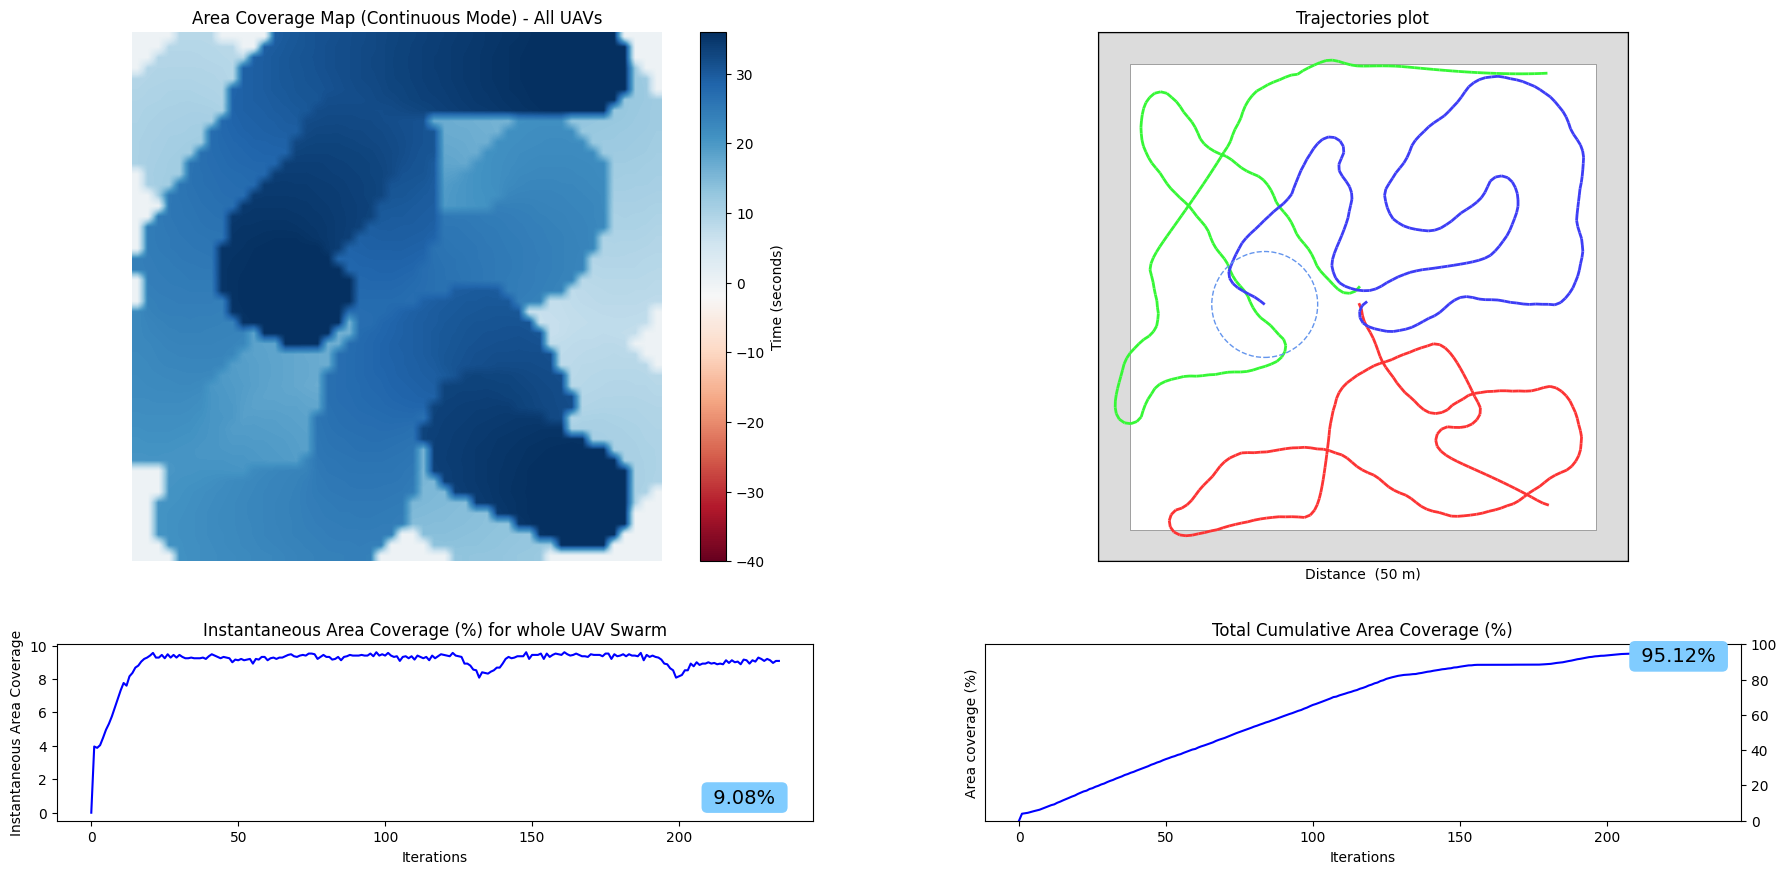 Area Coverage Map (Continuous Mode) - All UAVs
30
20
10
0
−10
−20
−30
−40
Time (seconds)
Trajectories plot
Distance  (50 m)
Instantaneous Area Coverage (%) for whole UAV Swarm
Instantaneous Area Coverage
10
8
6
4
2
0
9.08%
0 50 100 150 200
Iterations
Total Cumulative Area Coverage (%)
Area coverage (%)
95.12%
100
80
60
40
20
0
0 50 100 150 200
Iterations